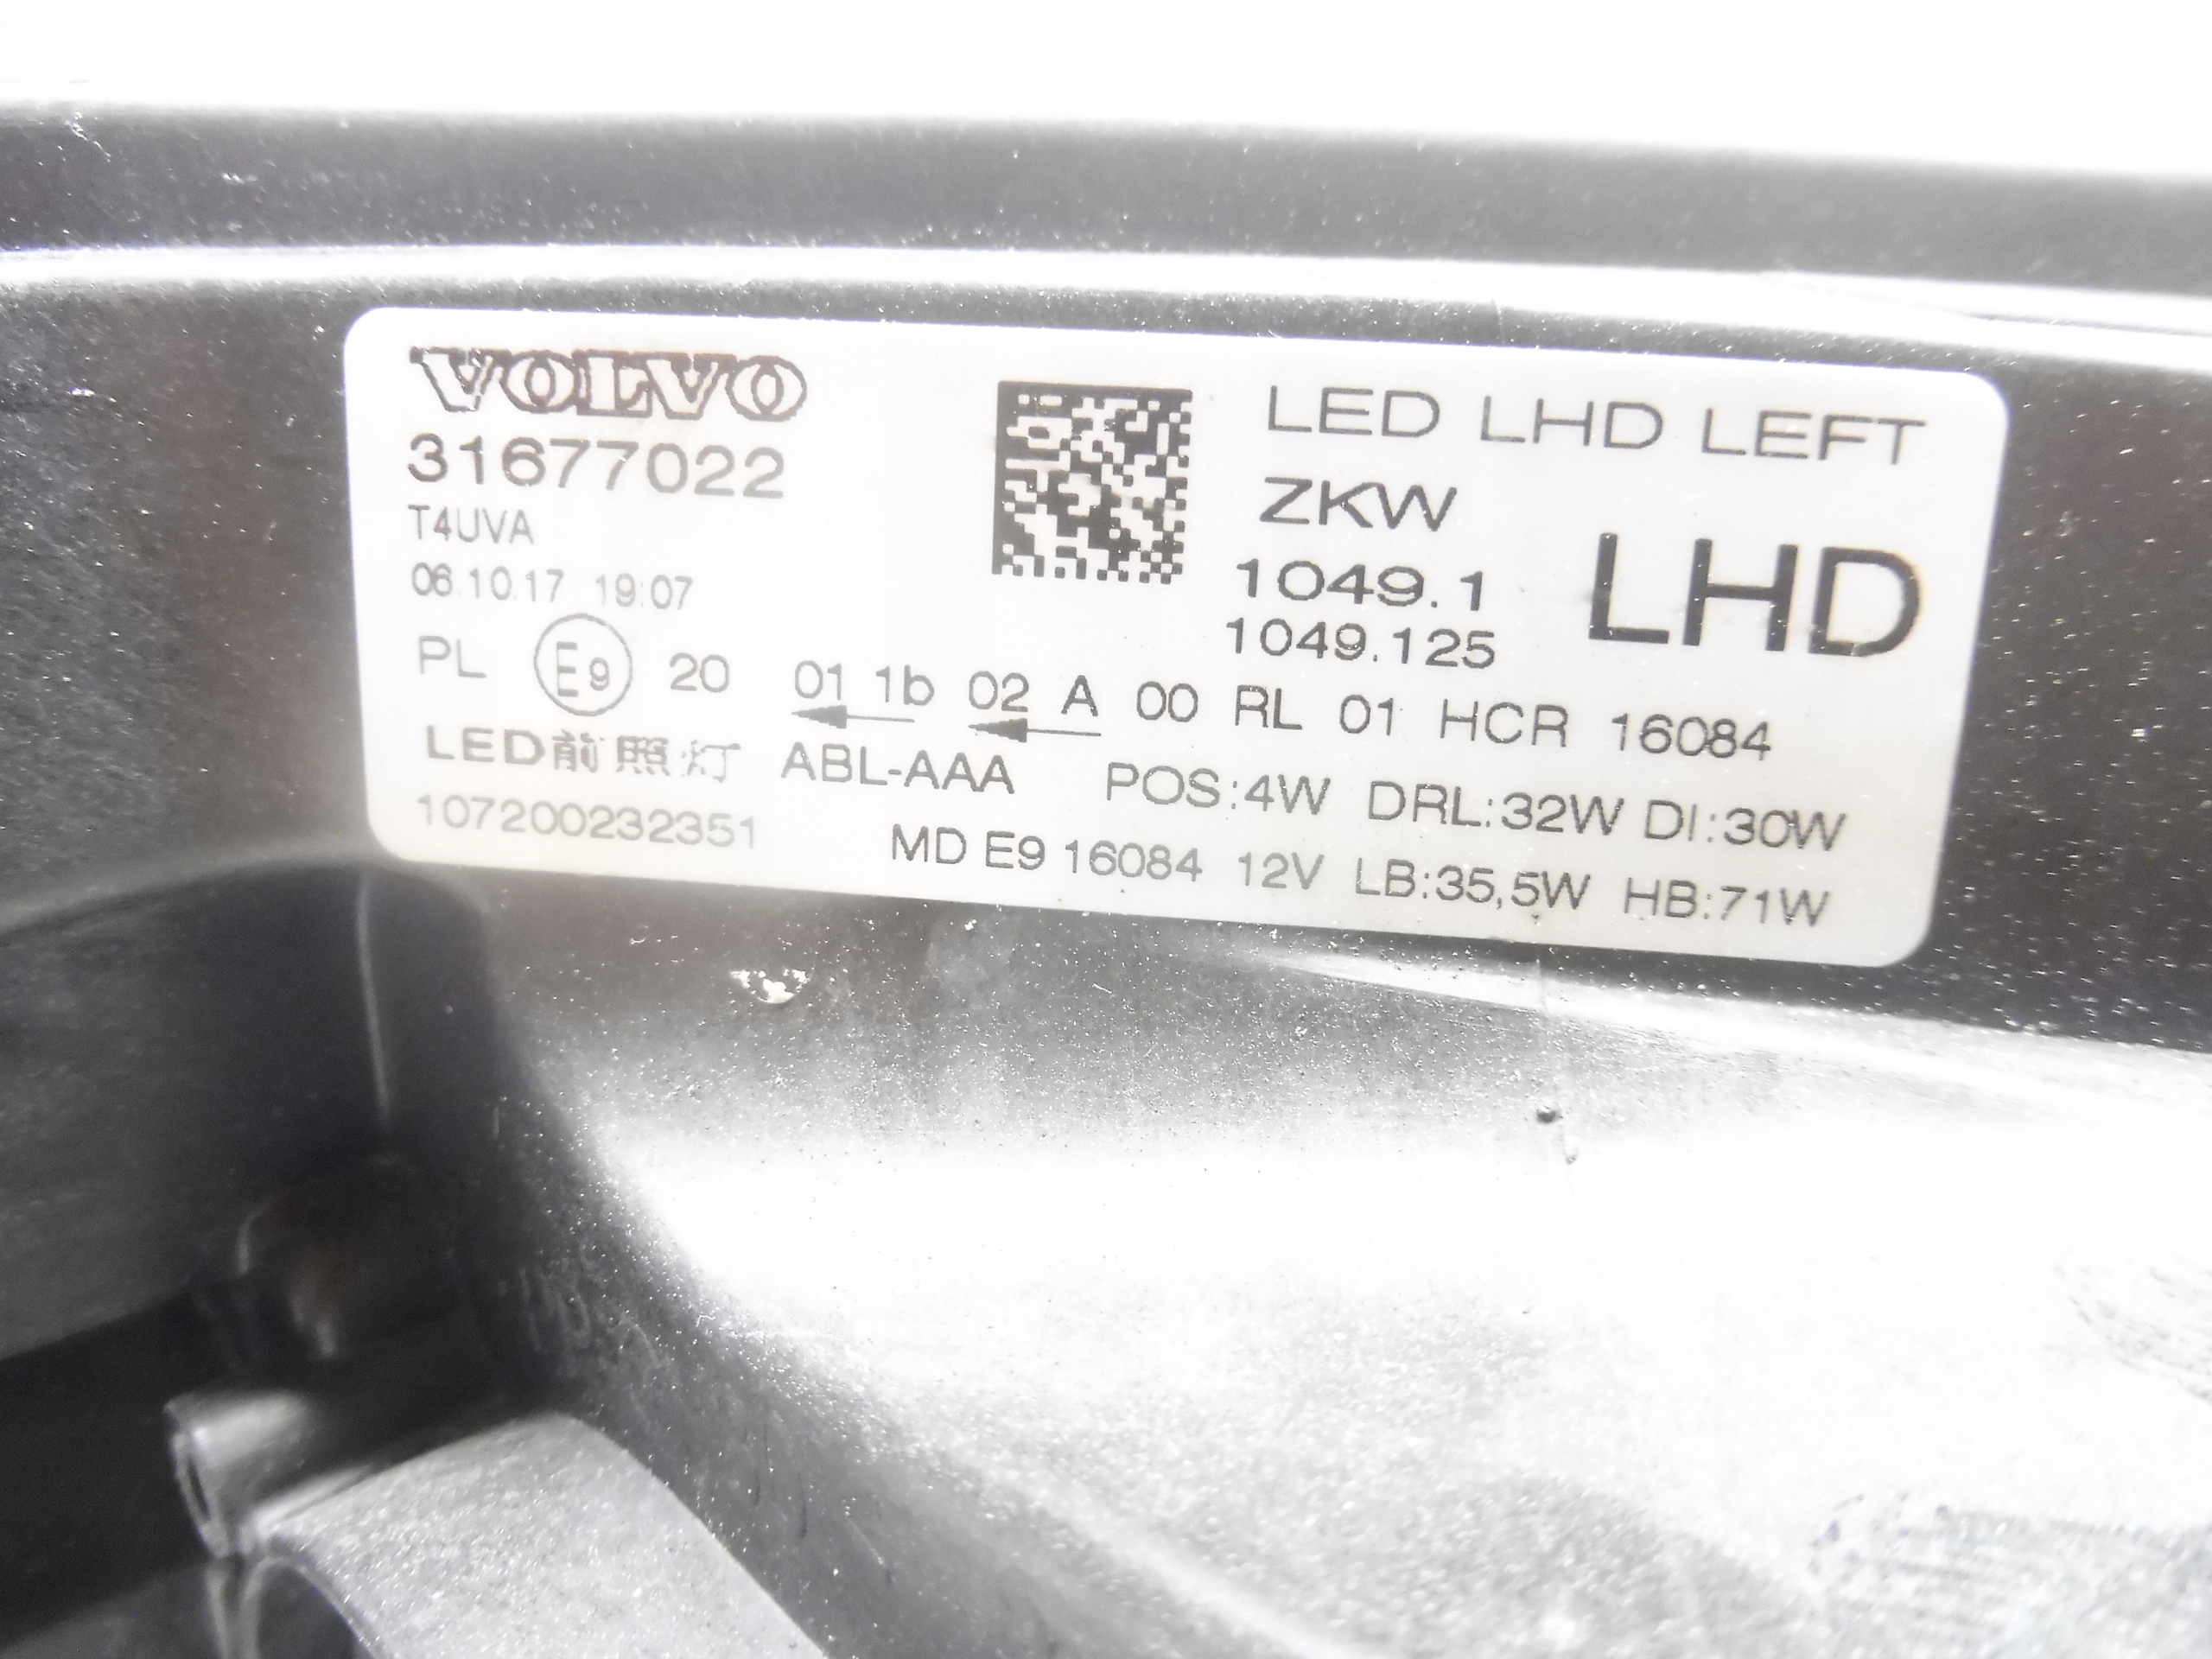 VOLVO
31677022
T4UVA
06.10.17 19:07
LED LHD LEFT
ZKW
1049.1
1049.125
LHD
PL E9 20 01 1b 02 A 00 RL 01 HCR 16084
LED前照灯 ABL-AAA POS:4W DRL:32W DI:30W
107200232351 MD E9 16084 12V LB:35,5W HB:71W